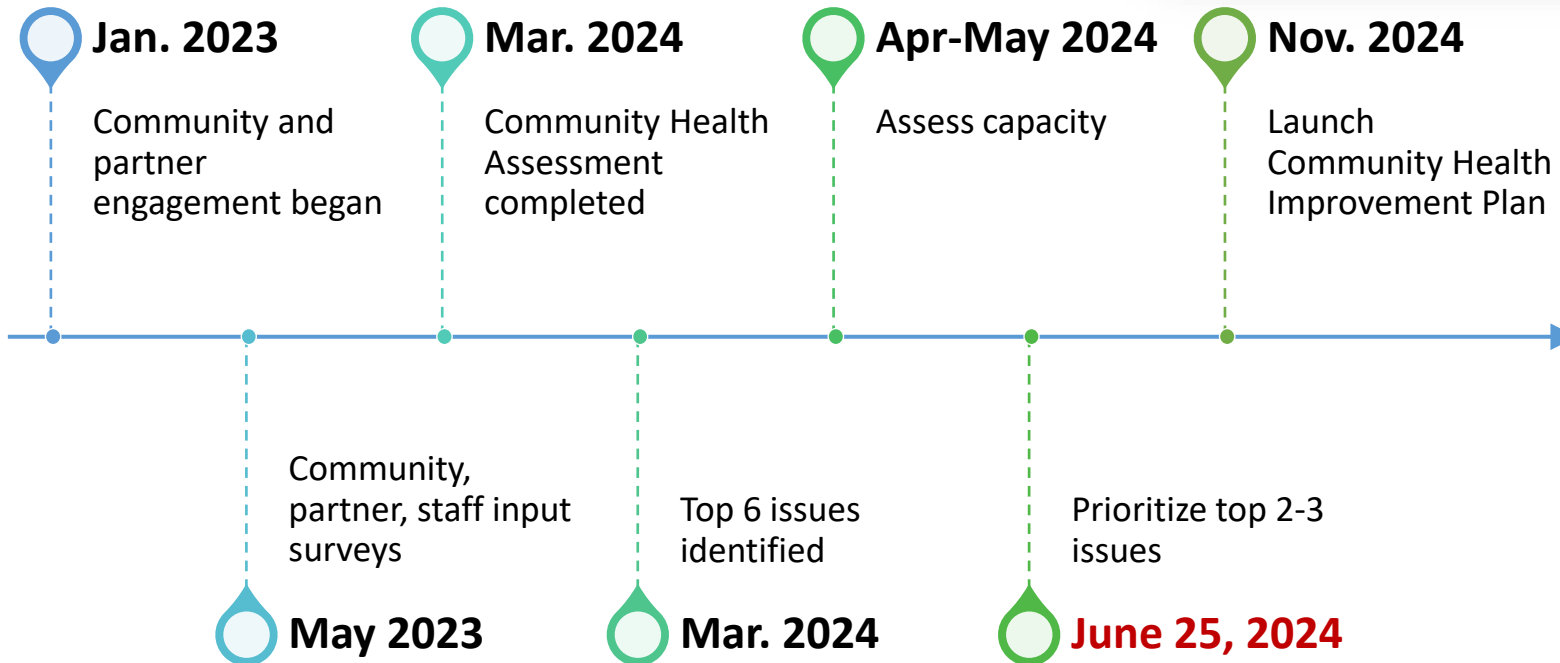 Jan. 2023
Community and
partner
engagement began
Mar. 2024
Community Health
Assessment
completed
Apr-May 2024
Assess capacity
Nov. 2024
Launch
Community Health
Improvement Plan
Community,
partner, staff input
surveys
May 2023
Top 6 issues
identified
Mar. 2024
Prioritize top 2-3
issues
June 25, 2024